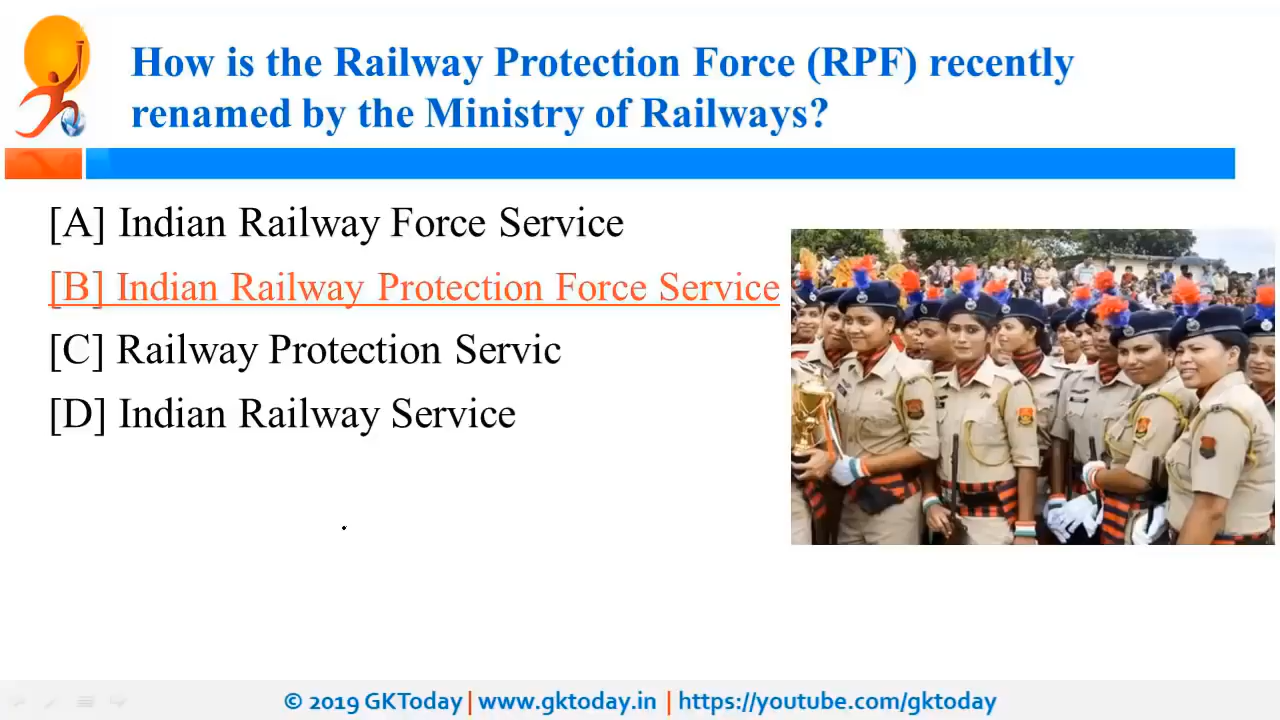 How is the Railway Protection Force (RPF) recently
renamed by the Ministry of Railways?
[A] Indian Railway Force Service
[B] Indian Railway Protection Force Service
[C] Railway Protection Servic
[D] Indian Railway Service
© 2019 GKToday | www.gktoday.in | https://youtube.com/gktoday